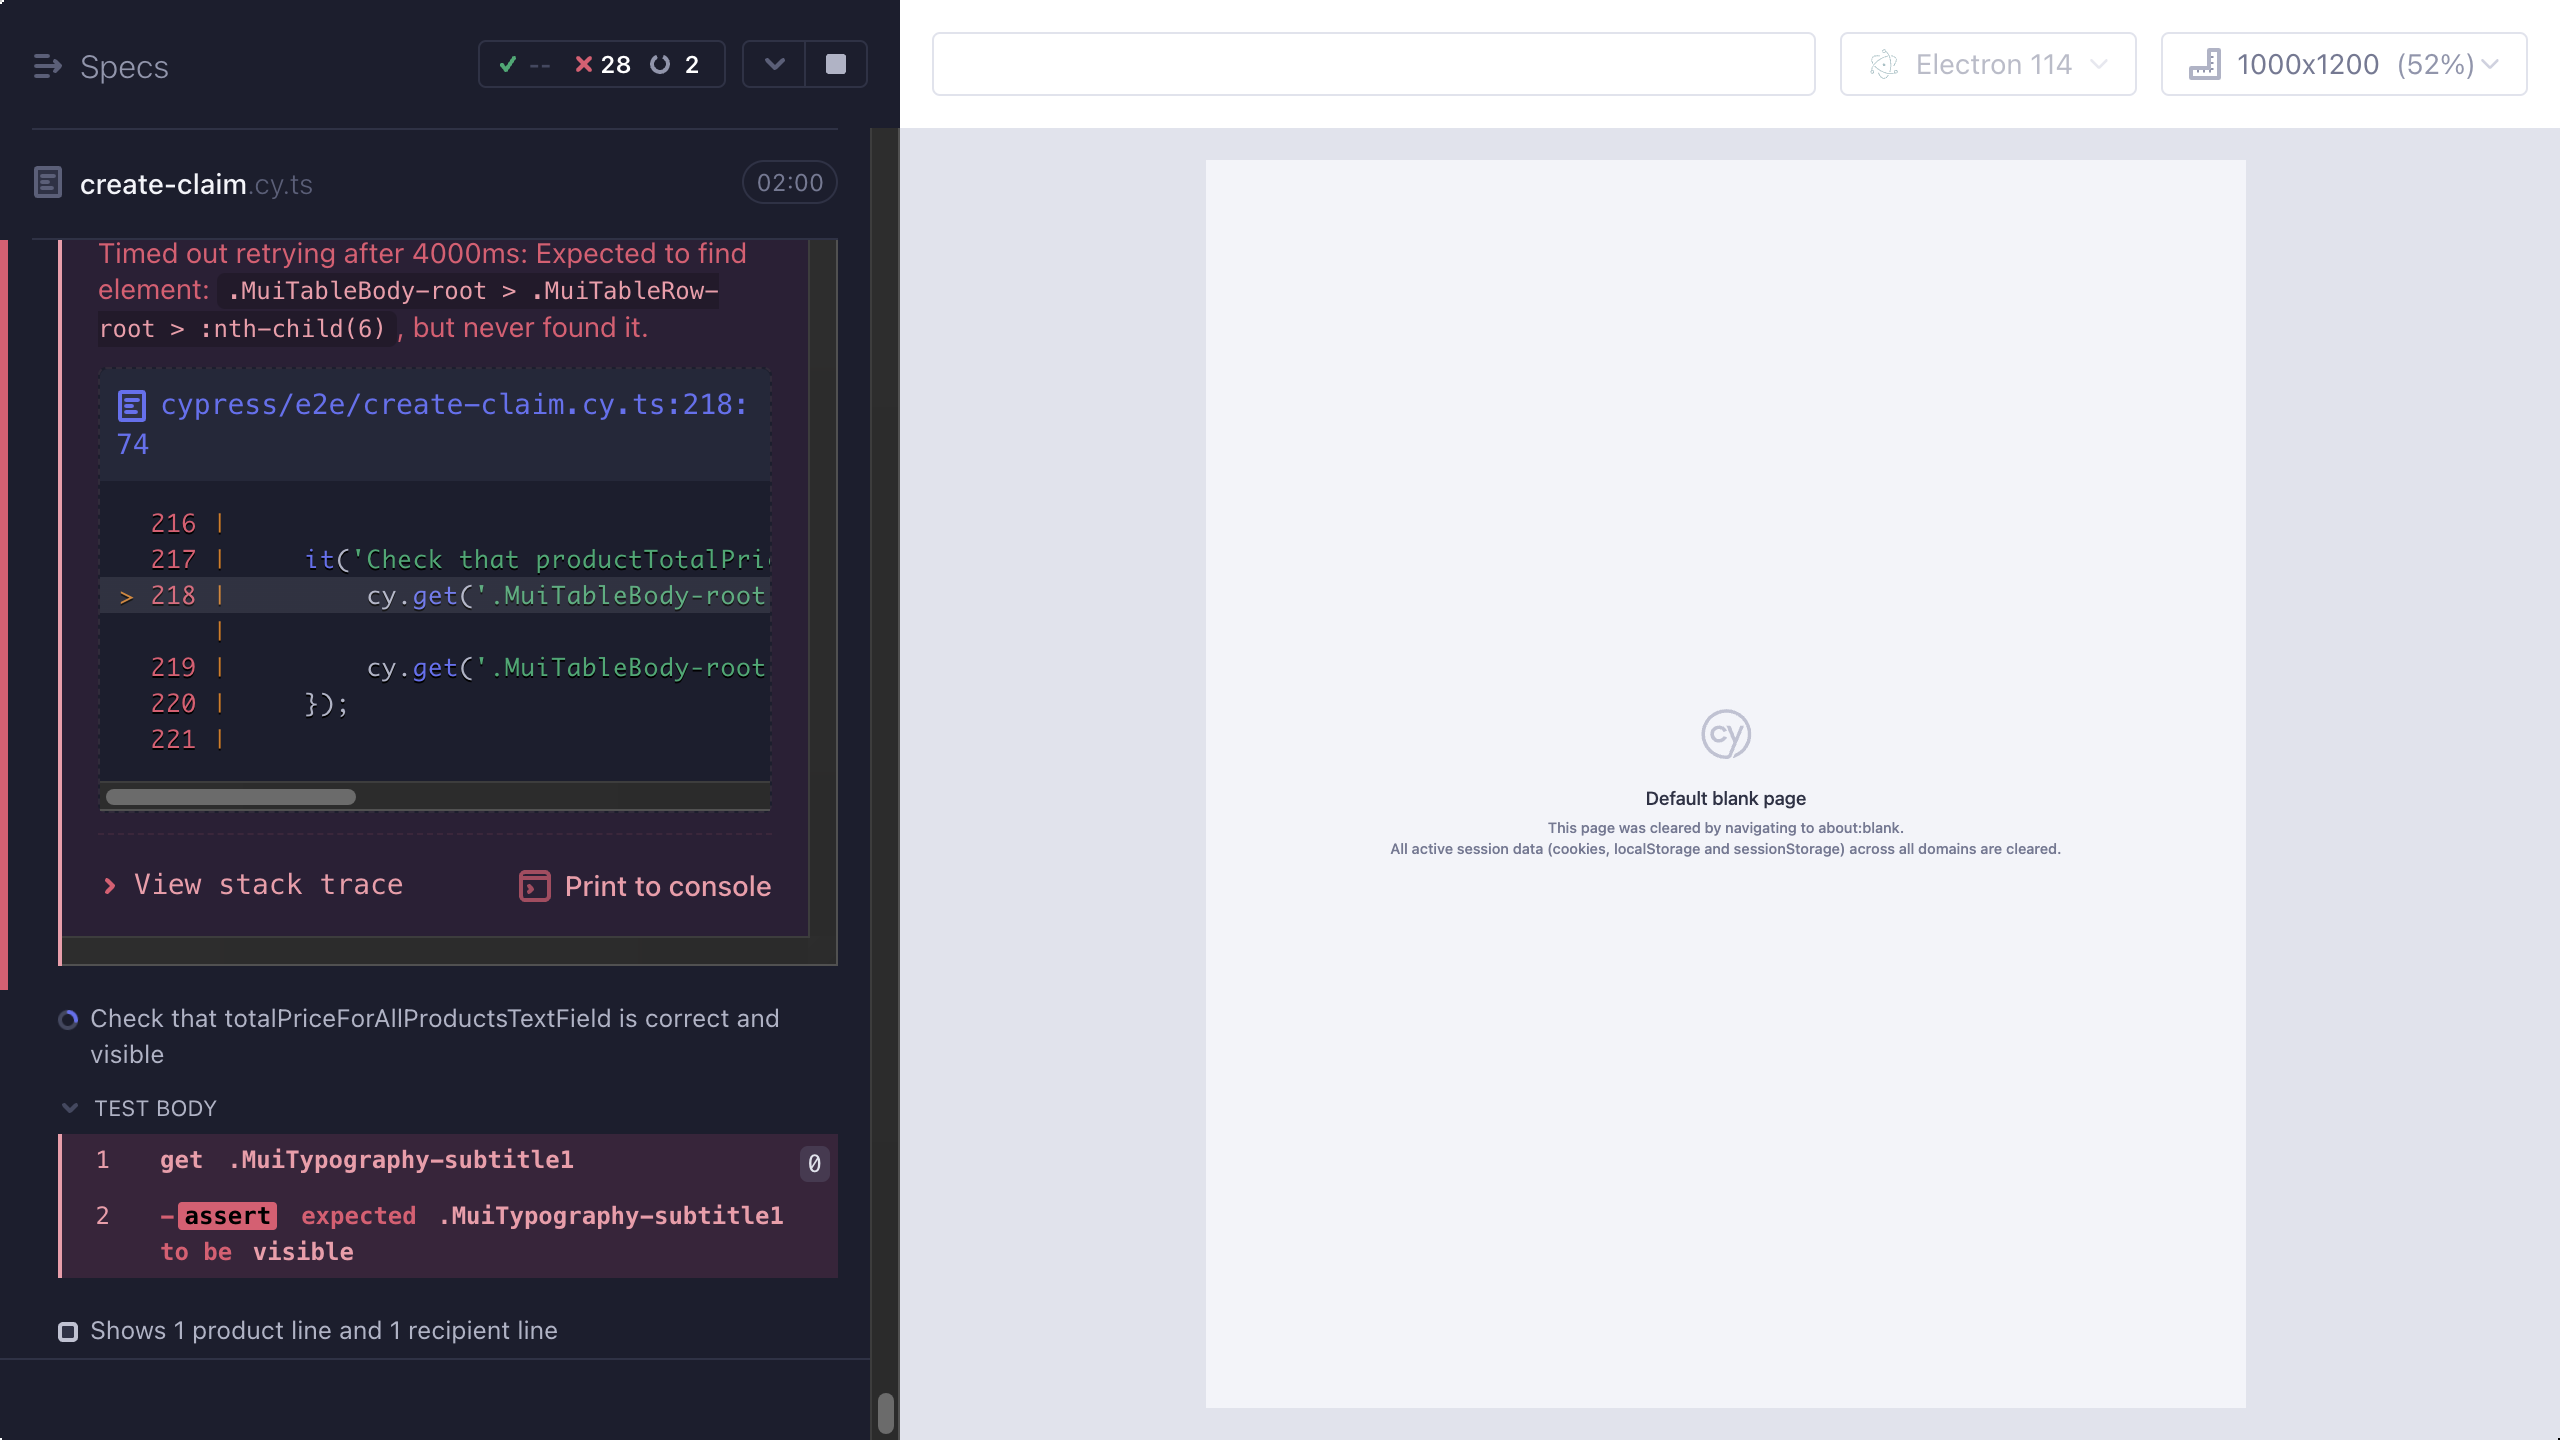 Specs
-- 28 2
create-claim.cy.ts 02:00
Timed out retrying after 4000ms: Expected to find
element: .MuiTableBody-root > .MuiTableRow-
root > :nth-child(6) , but never found it.
cypress/e2e/create-claim.cy.ts:218:
74
216 |
217 | it('Check that productTotalPri
> 218 | cy.get('.MuiTableBody-root
|
219 | cy.get('.MuiTableBody-root
220 | });
221 |
View stack trace
Print to console
Check that totalPriceForAllProductsTextField is correct and
visible
TEST BODY
1 get .MuiTypography-subtitle1 0
2 -assert expected .MuiTypography-subtitle1
to be visible
Shows 1 product line and 1 recipient line
Electron 114
1000x1200 (52%)
cy
Default blank page
This page was cleared by navigating to about:blank.
All active session data (cookies, localStorage and sessionStorage) across all domains are cleared.